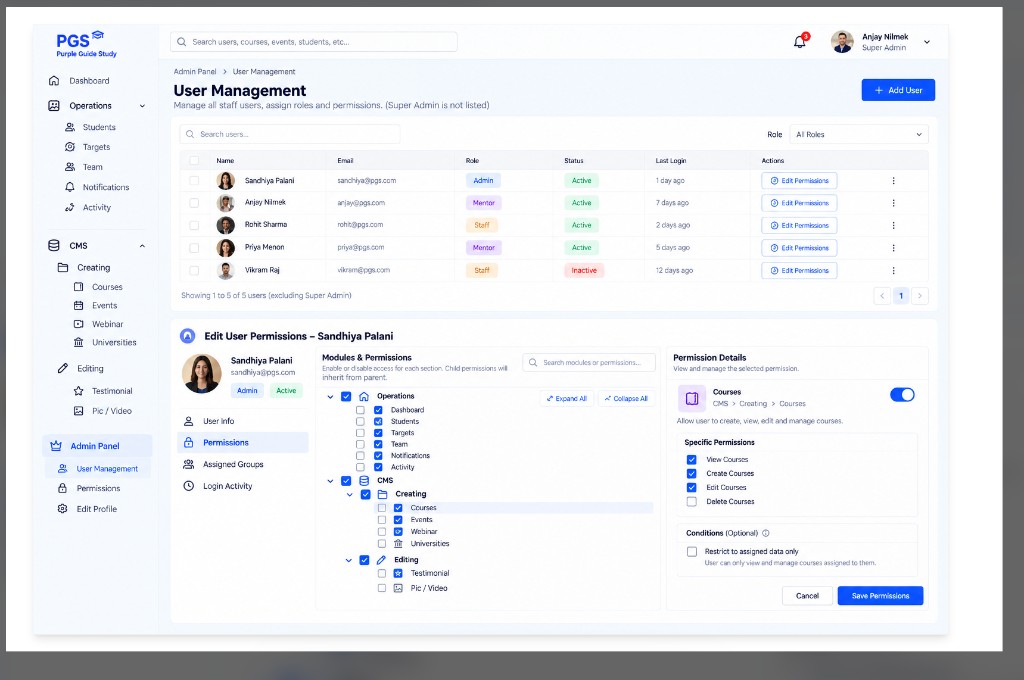 PGS
Purple Guide Study
Search users, courses, events, students, etc...
3
Anjay Nilmek
Super Admin
Dashboard
Operations
Students
Targets
Team
Notifications
Activity
CMS
Creating
Courses
Events
Webinar
Universities
Editing
Testimonial
Pic / Video
Admin Panel
User Management
Permissions
Edit Profile
Admin Panel > User Management
User Management
Manage all staff users, assign roles and permissions. (Super Admin is not listed)
+ Add User
Search users...
Role All Roles
Name Email Role Status Last Login Actions
Sandhiya Palani sandhiya@pgs.com Admin Active 1 day ago Edit Permissions
Anjay Nilmek anjay@pgs.com Mentor Active 7 days ago Edit Permissions
Rohit Sharma rohit@pgs.com Staff Active 2 days ago Edit Permissions
Priya Menon priya@pgs.com Mentor Active 5 days ago Edit Permissions
Vikram Raj vikram@pgs.com Staff Inactive 12 days ago Edit Permissions
Showing 1 to 5 of 5 users (excluding Super Admin)
< 1 >
Edit User Permissions – Sandhiya Palani
Sandhiya Palani
sandhiya@pgs.com
Admin Active
User Info
Permissions
Assigned Groups
Login Activity
Modules & Permissions
Enable or disable access for each section. Child permissions will
inherit from parent.
Search modules or permissions...
Expand All Collapse All
Operations
Dashboard
Students
Targets
Team
Notifications
Activity
CMS
Creating
Courses
Events
Webinar
Universities
Editing
Testimonial
Pic / Video
Permission Details
View and manage the selected permission.
Courses
CMS > Creating > Courses
Allow user to create, view, edit and manage courses.
Specific Permissions
View Courses
Create Courses
Edit Courses
Delete Courses
Conditions (Optional)
Restrict to assigned data only
User can only view and manage courses assigned to them.
Cancel Save Permissions